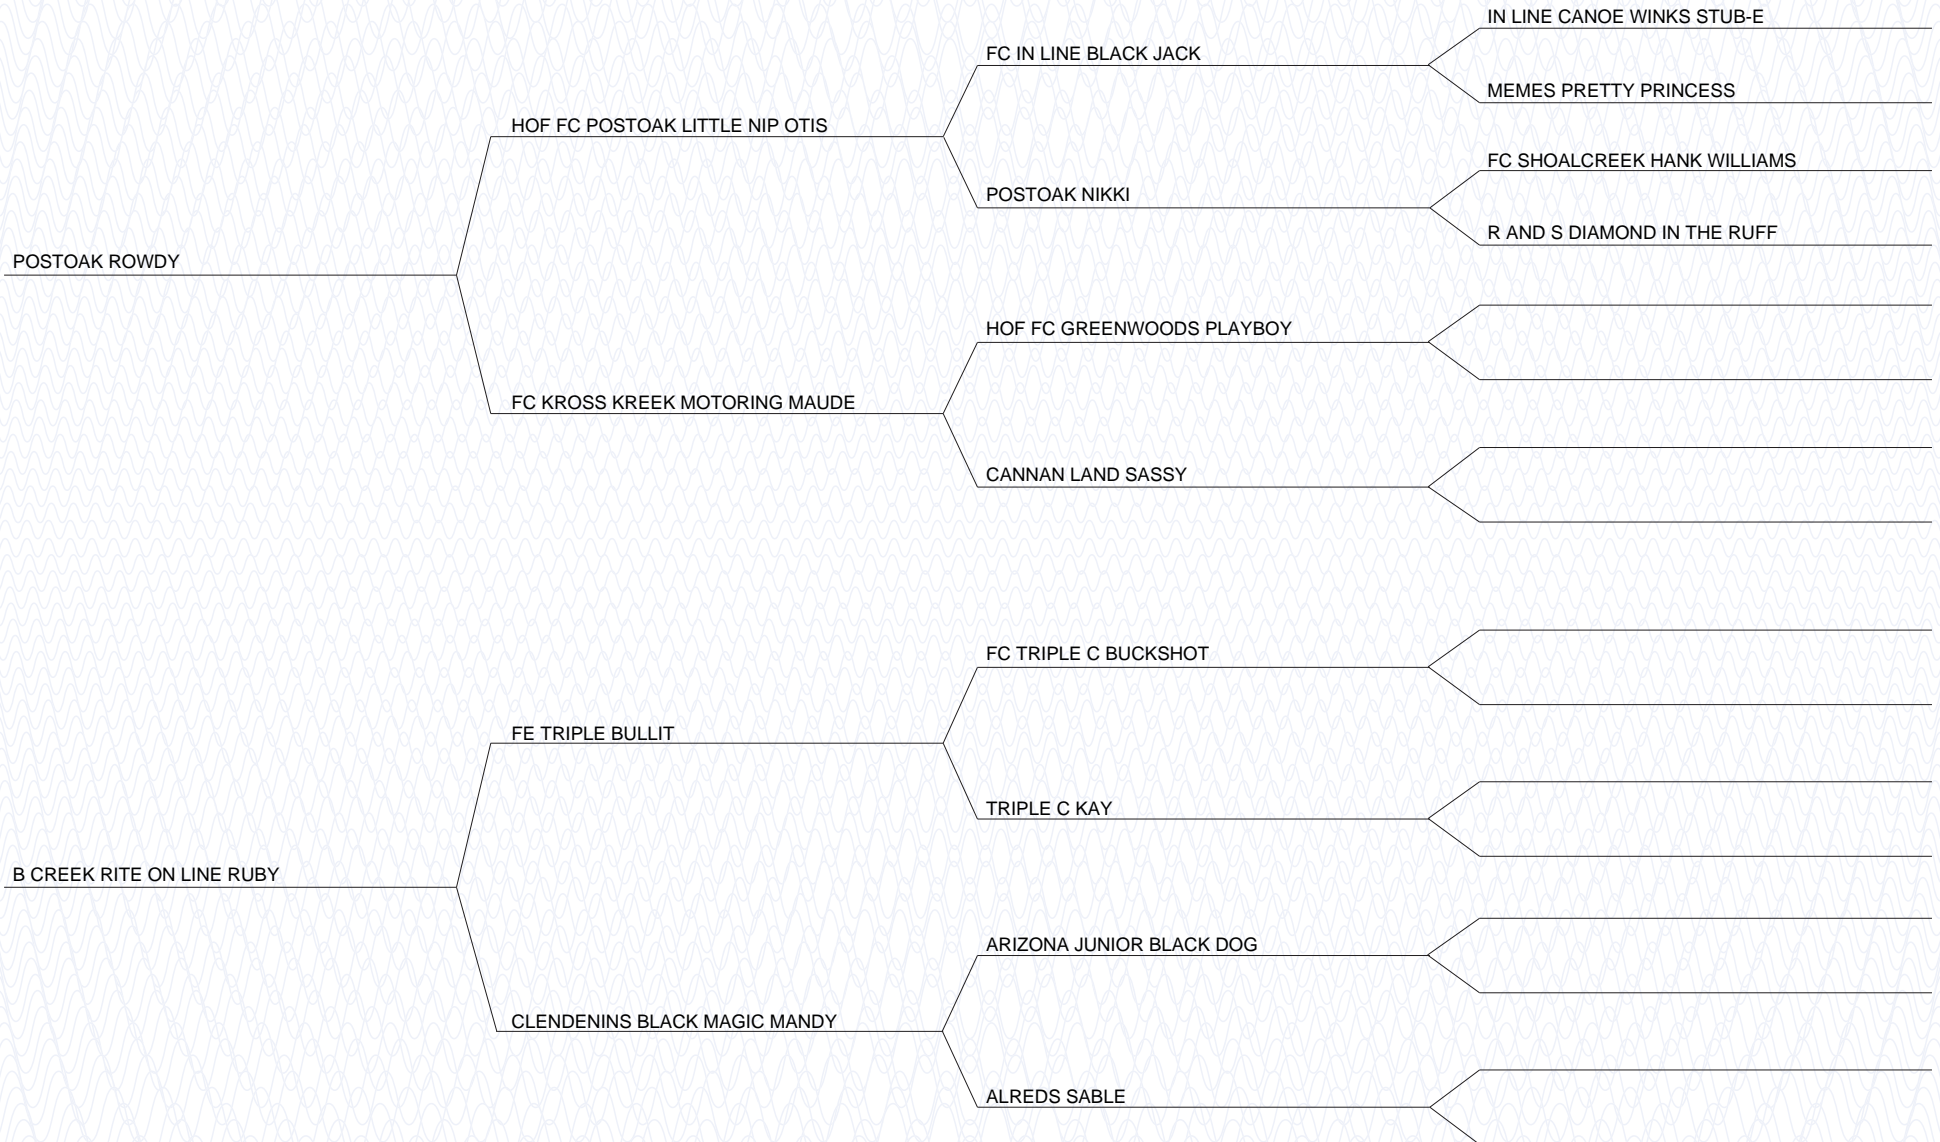 IN LINE CANOE WINKS STUB-E
FC IN LINE BLACK JACK
MEMES PRETTY PRINCESS
HOF FC POSTOAK LITTLE NIP OTIS
FC SHOALCREEK HANK WILLIAMS
POSTOAK NIKKI
R AND S DIAMOND IN THE RUFF
POSTOAK ROWDY
HOF FC GREENWOODS PLAYBOY
FC KROSS KREEK MOTORING MAUDE
CANNAN LAND SASSY
FC TRIPLE C BUCKSHOT
FE TRIPLE BULLIT
TRIPLE C KAY
B CREEK RITE ON LINE RUBY
ARIZONA JUNIOR BLACK DOG
CLENDENINS BLACK MAGIC MANDY
ALREDS SABLE